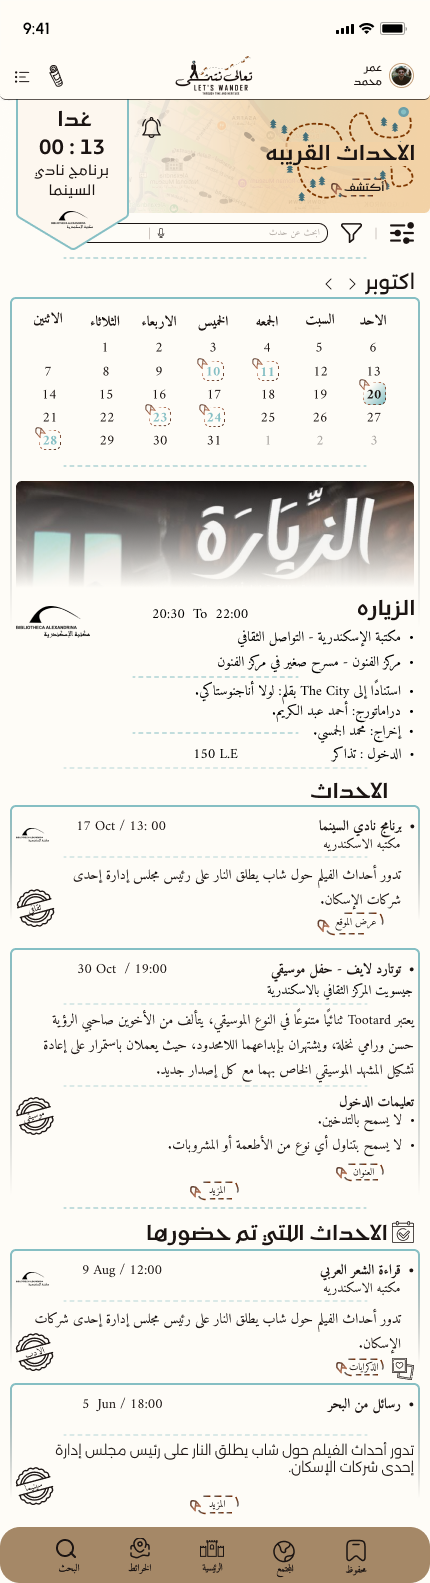 9:41
عمر
محمد
تعالى نتمشى
LET'S WANDER
غدا
00 : 13
برنامج نادي
السينما
الاحداث القريبه
أكتشف
ابحث عن حدث
اكتوبر
الاحد السبت الجمعه الخميس الاربعاء الثلاثاء الاثنين
6 5 4 3 2 1
13 12 11 10 9 8 7
20 19 18 17 16 15 14
27 26 25 24 23 22 21
3 2 1 31 30 29 28
الزِّيَارَة
الزياره
20:30 To 22:00
BIBLIOTHECA ALEXANDRINA
مكتبة الإسكندرية
• مكتبة الإسكندرية - التواصل الثقافي
• مركز الفنون - مسرح صغير في مركز الفنون
• استنادًا إلى The City بقلم: لولا أناجنوستاكي.
• دراماتورج: أحمد عبد الكريم.
• إخراج: محمد الجمسي.
• الدخول : تذاكر 150 L.E
الاحداث
• برنامج نادي السينما 17 Oct / 13: 00
مكتبه الاسكندريه
تدور أحداث الفيلم حول شاب يطلق النار على رئيس مجلس إدارة إحدى
شركات الإسكان.
ثقافي
عرض الموقع
• توتارد لايف - حفل موسيقي 30 Oct / 19:00
جيسويت المركز الثقافي بالاسكندرية
يعتبر Tootard ثنائيًا متنوعًا في النوع الموسيقي، يتألف من الأخوين صاحبي الرؤية
حسن ورامي نخلة، ويشتهران بإبداعهما اللامحدود، حيث يعملان باستمرار على إعادة
تشكيل المشهد الموسيقي الخاص بهما مع كل إصدار جديد.
تعليمات الدخول
• لا يسمح بالتدخين.
• لا يسمح بتناول أي نوع من الأطعمة أو المشروبات.
العنوان
المزيد
الاحداث اللتي تم حضورها
• قراءة الشعر العربي 9 Aug / 12:00
مكتبه الاسكندريه
تدور أحداث الفيلم حول شاب يطلق النار على رئيس مجلس إدارة إحدى شركات
الإسكان.
الذكرايات
• رسائل من البحر 5 Jun / 18:00
تدور أحداث الفيلم حول شاب يطلق النار على رئيس مجلس إدارة
إحدى شركات الإسكان.
المزيد
محفوظ
المجتمع
الرئيسية
الخرائط
البحث